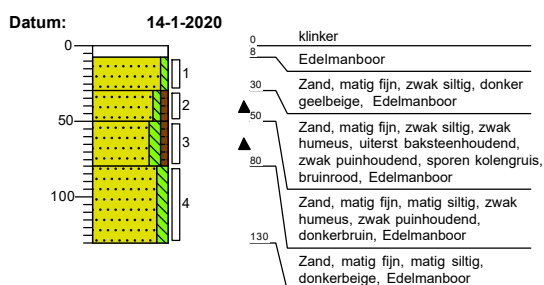 Datum: 14-1-2020
0
50
100
1
2
3
4
0
klinker
8
Edelmanboor
30
Zand, matig fijn, zwak siltig, donker
geelbeige, Edelmanboor
50
Zand, matig fijn, zwak siltig, zwak
humeus, uiterst baksteenhoudend,
zwak puinhoudend, sporen kolengruis,
bruinrood, Edelmanboor
80
Zand, matig fijn, matig siltig, zwak
humeus, zwak puinhoudend,
donkerbruin, Edelmanboor
130
Zand, matig fijn, matig siltig,
donkerbeige, Edelmanboor